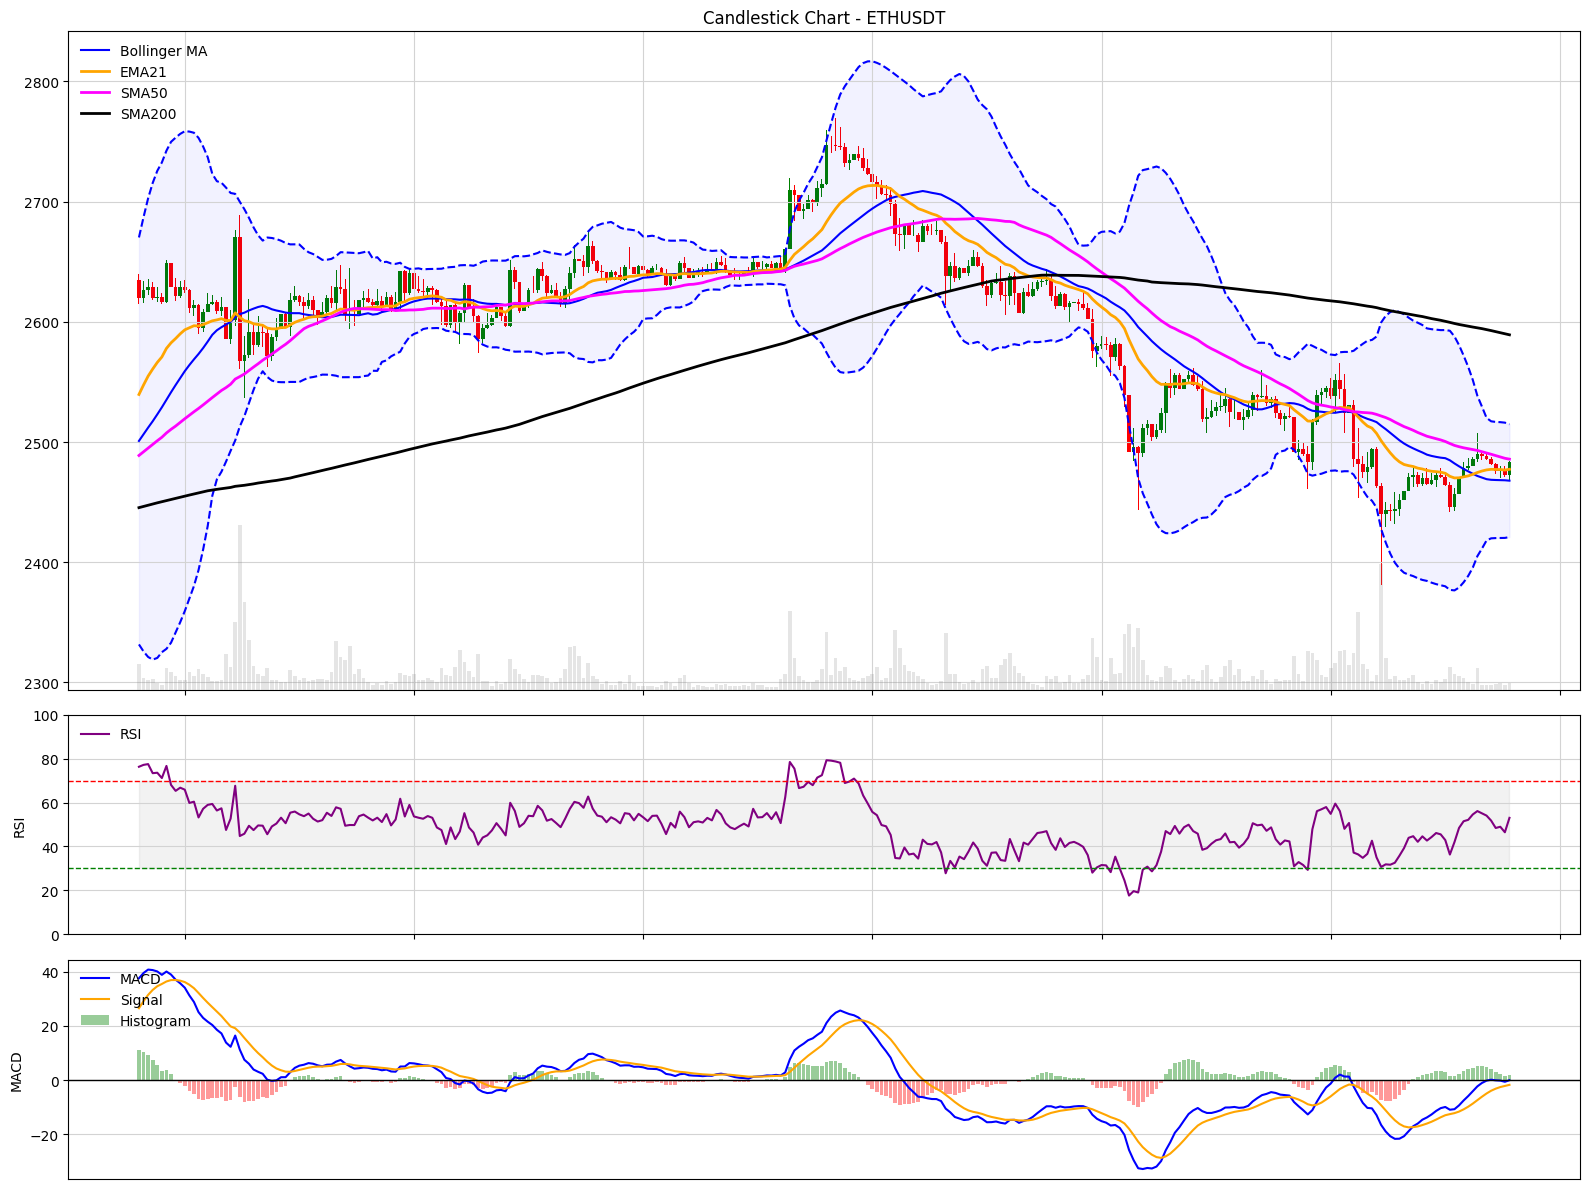 Candlestick Chart - ETHUSDT
Bollinger MA
EMA21
SMA50
SMA200
2800
2700
2600
2500
2400
2300
RSI
100
80
60
40
20
0
RSI
MACD
Signal
Histogram
40
20
0
−20
MACD